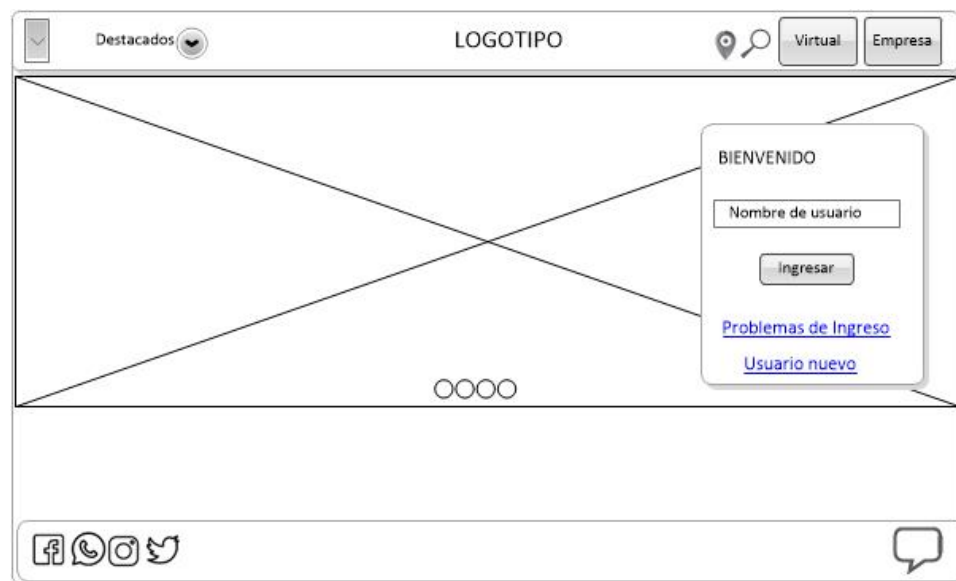 Destacados
LOGOTIPO
Virtual
Empresa
BIENVENIDO
Nombre de usuario
Ingresar
Problemas de Ingreso
Usuario nuevo